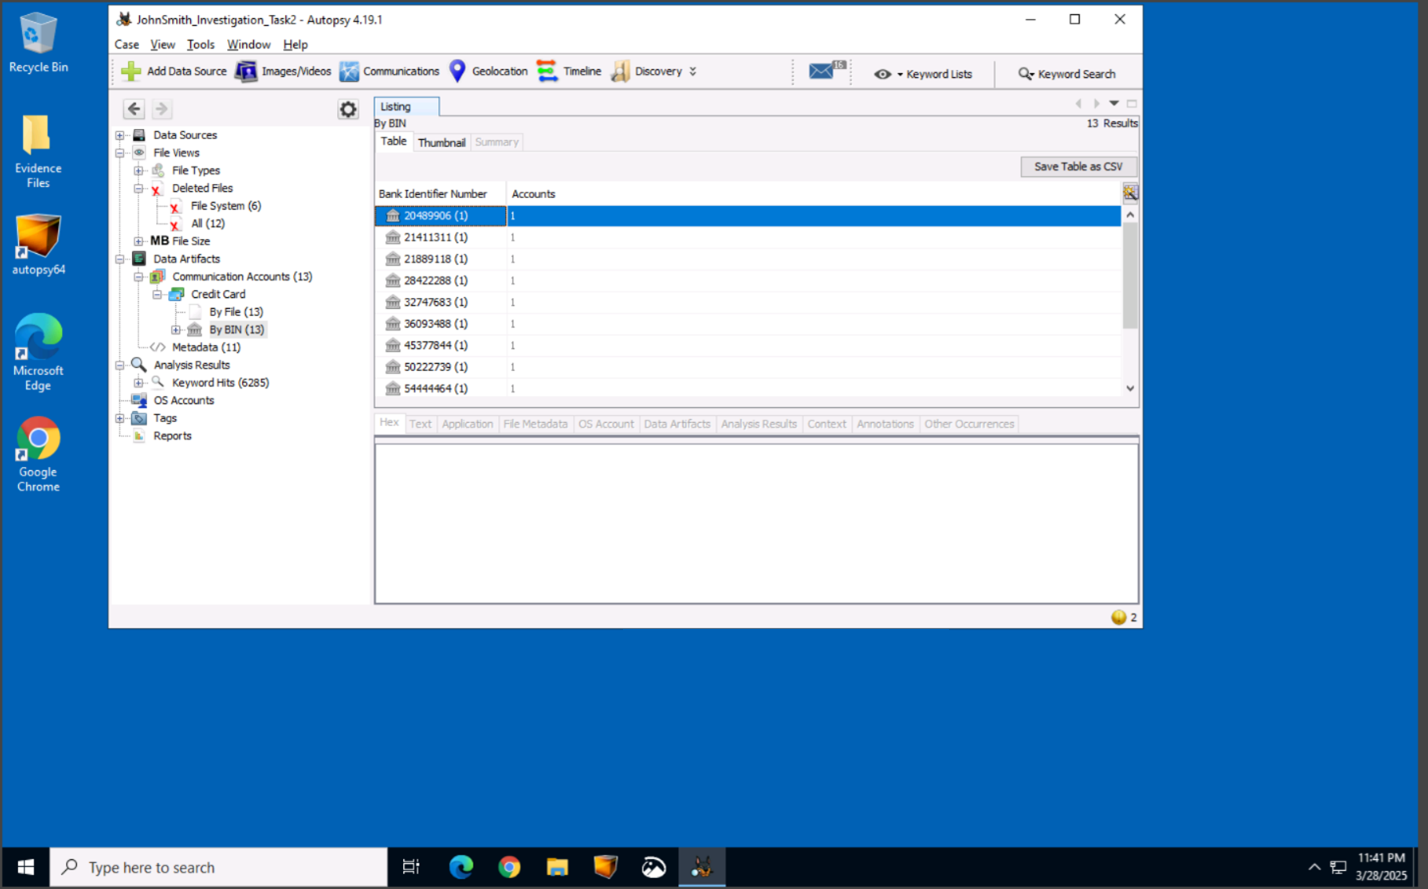 Recycle Bin
Evidence
Files
autopsy64
Microsoft
Edge
Google
Chrome
JohnSmith_Investigation_Task2 - Autopsy 4.19.1
Case View Tools Window Help
Add Data Source Images/Videos Communications Geolocation Timeline Discovery
16
Keyword Lists
Keyword Search
Data Sources
File Views
File Types
Deleted Files
File System (6)
All (12)
MB File Size
Data Artifacts
Communication Accounts (13)
Credit Card
By File (13)
By BIN (13)
Metadata (11)
Analysis Results
Keyword Hits (6285)
OS Accounts
Tags
Reports
Listing
By BIN
13 Results
Table Thumbnail Summary
Save Table as CSV
Bank Identifier Number Accounts
20489906 (1) 1
21411311 (1) 1
21889118 (1) 1
28422288 (1) 1
32747683 (1) 1
36093488 (1) 1
45377844 (1) 1
50222739 (1) 1
54444464 (1) 1
Hex Text Application File Metadata OS Account Data Artifacts Analysis Results Context Annotations Other Occurrences
2
Type here to search
11:41 PM
3/28/2025